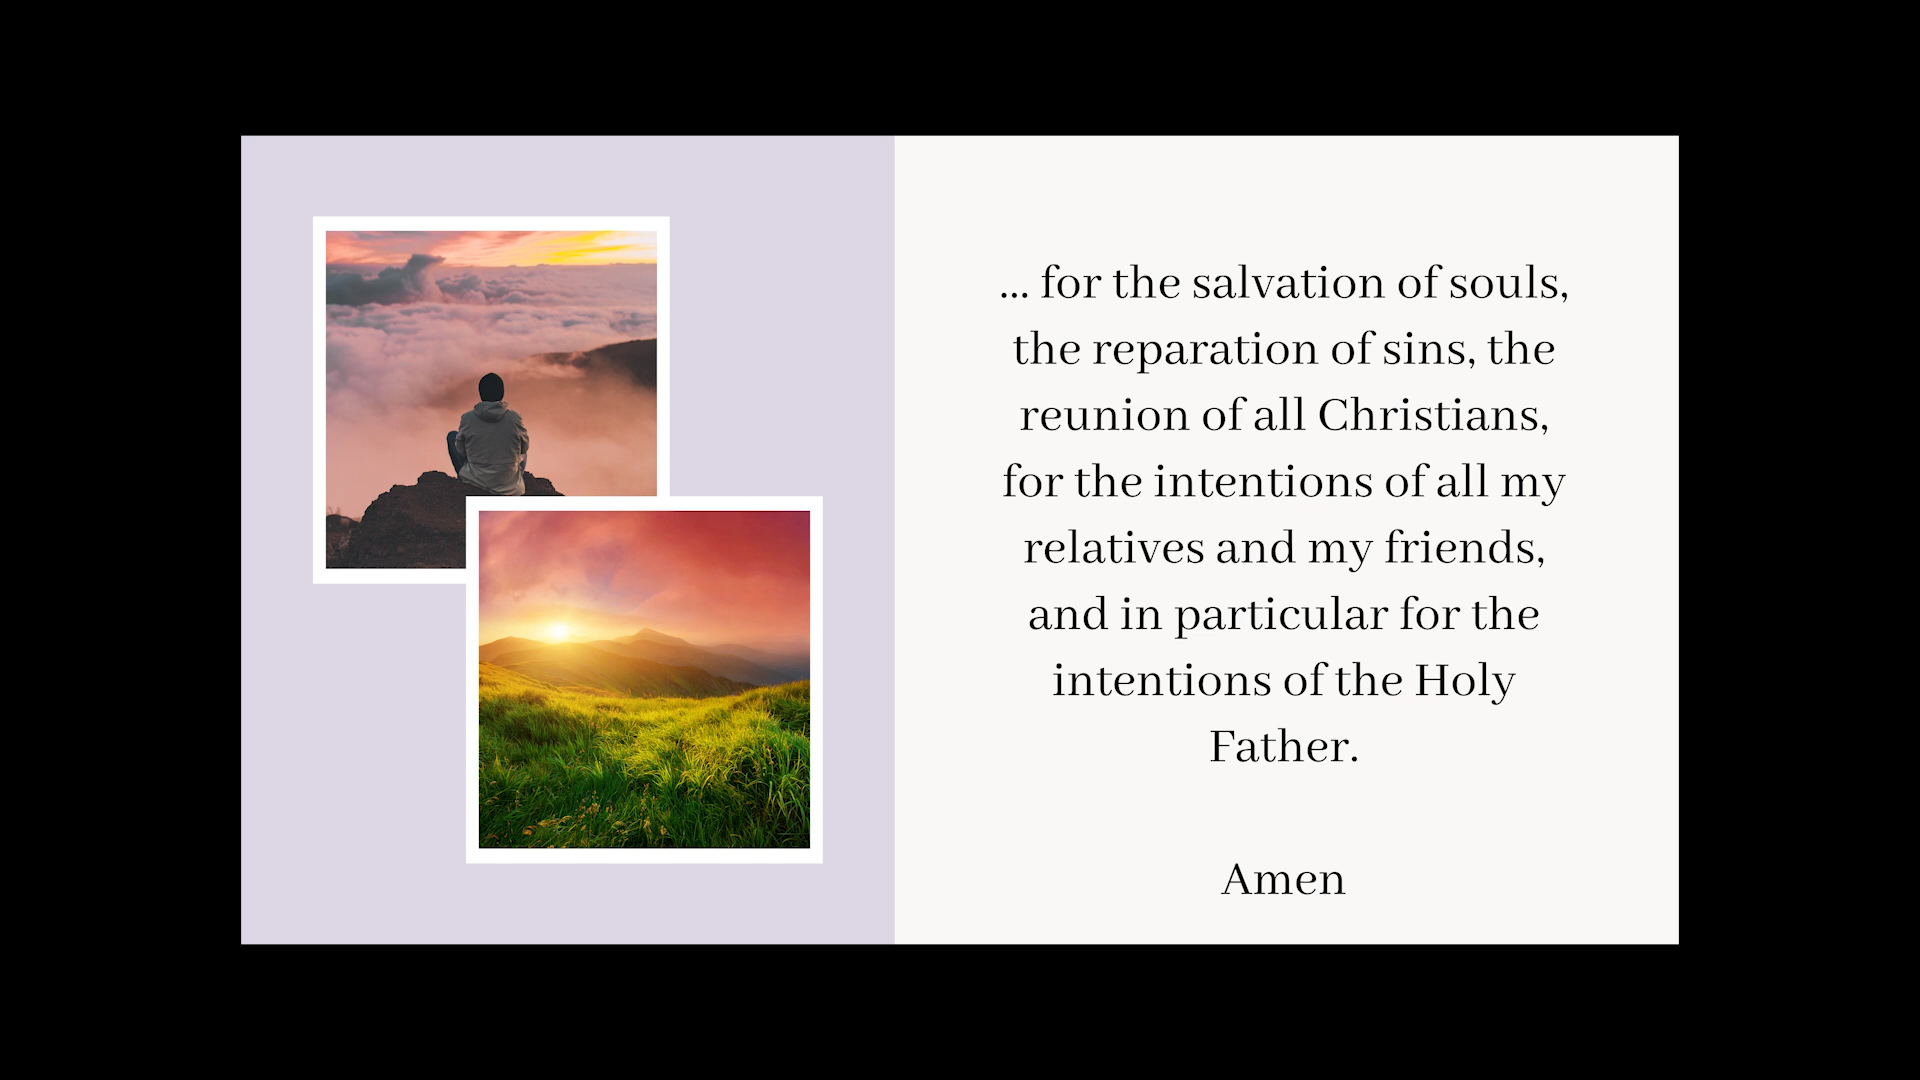 ... for the salvation of souls,
the reparation of sins, the
reunion of all Christians,
for the intentions of all my
relatives and my friends,
and in particular for the
intentions of the Holy
Father.
Amen